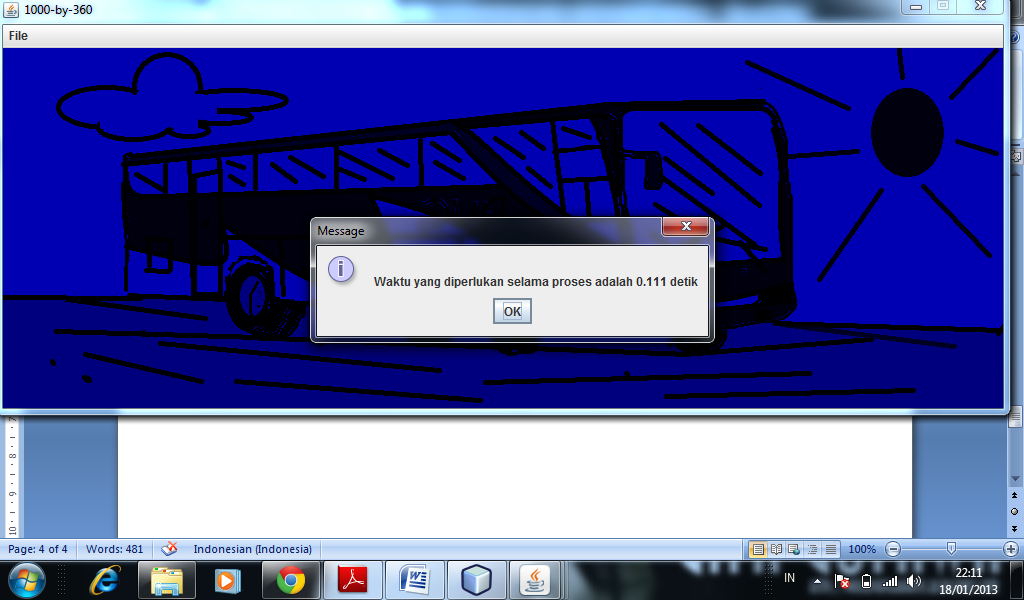 1000-by-360
File
Message
Waktu yang diperlukan selama proses adalah 0.111 detik
OK
Page: 4 of 4 Words: 481 Indonesian (Indonesia) 100%
IN 22:11
18/01/2013